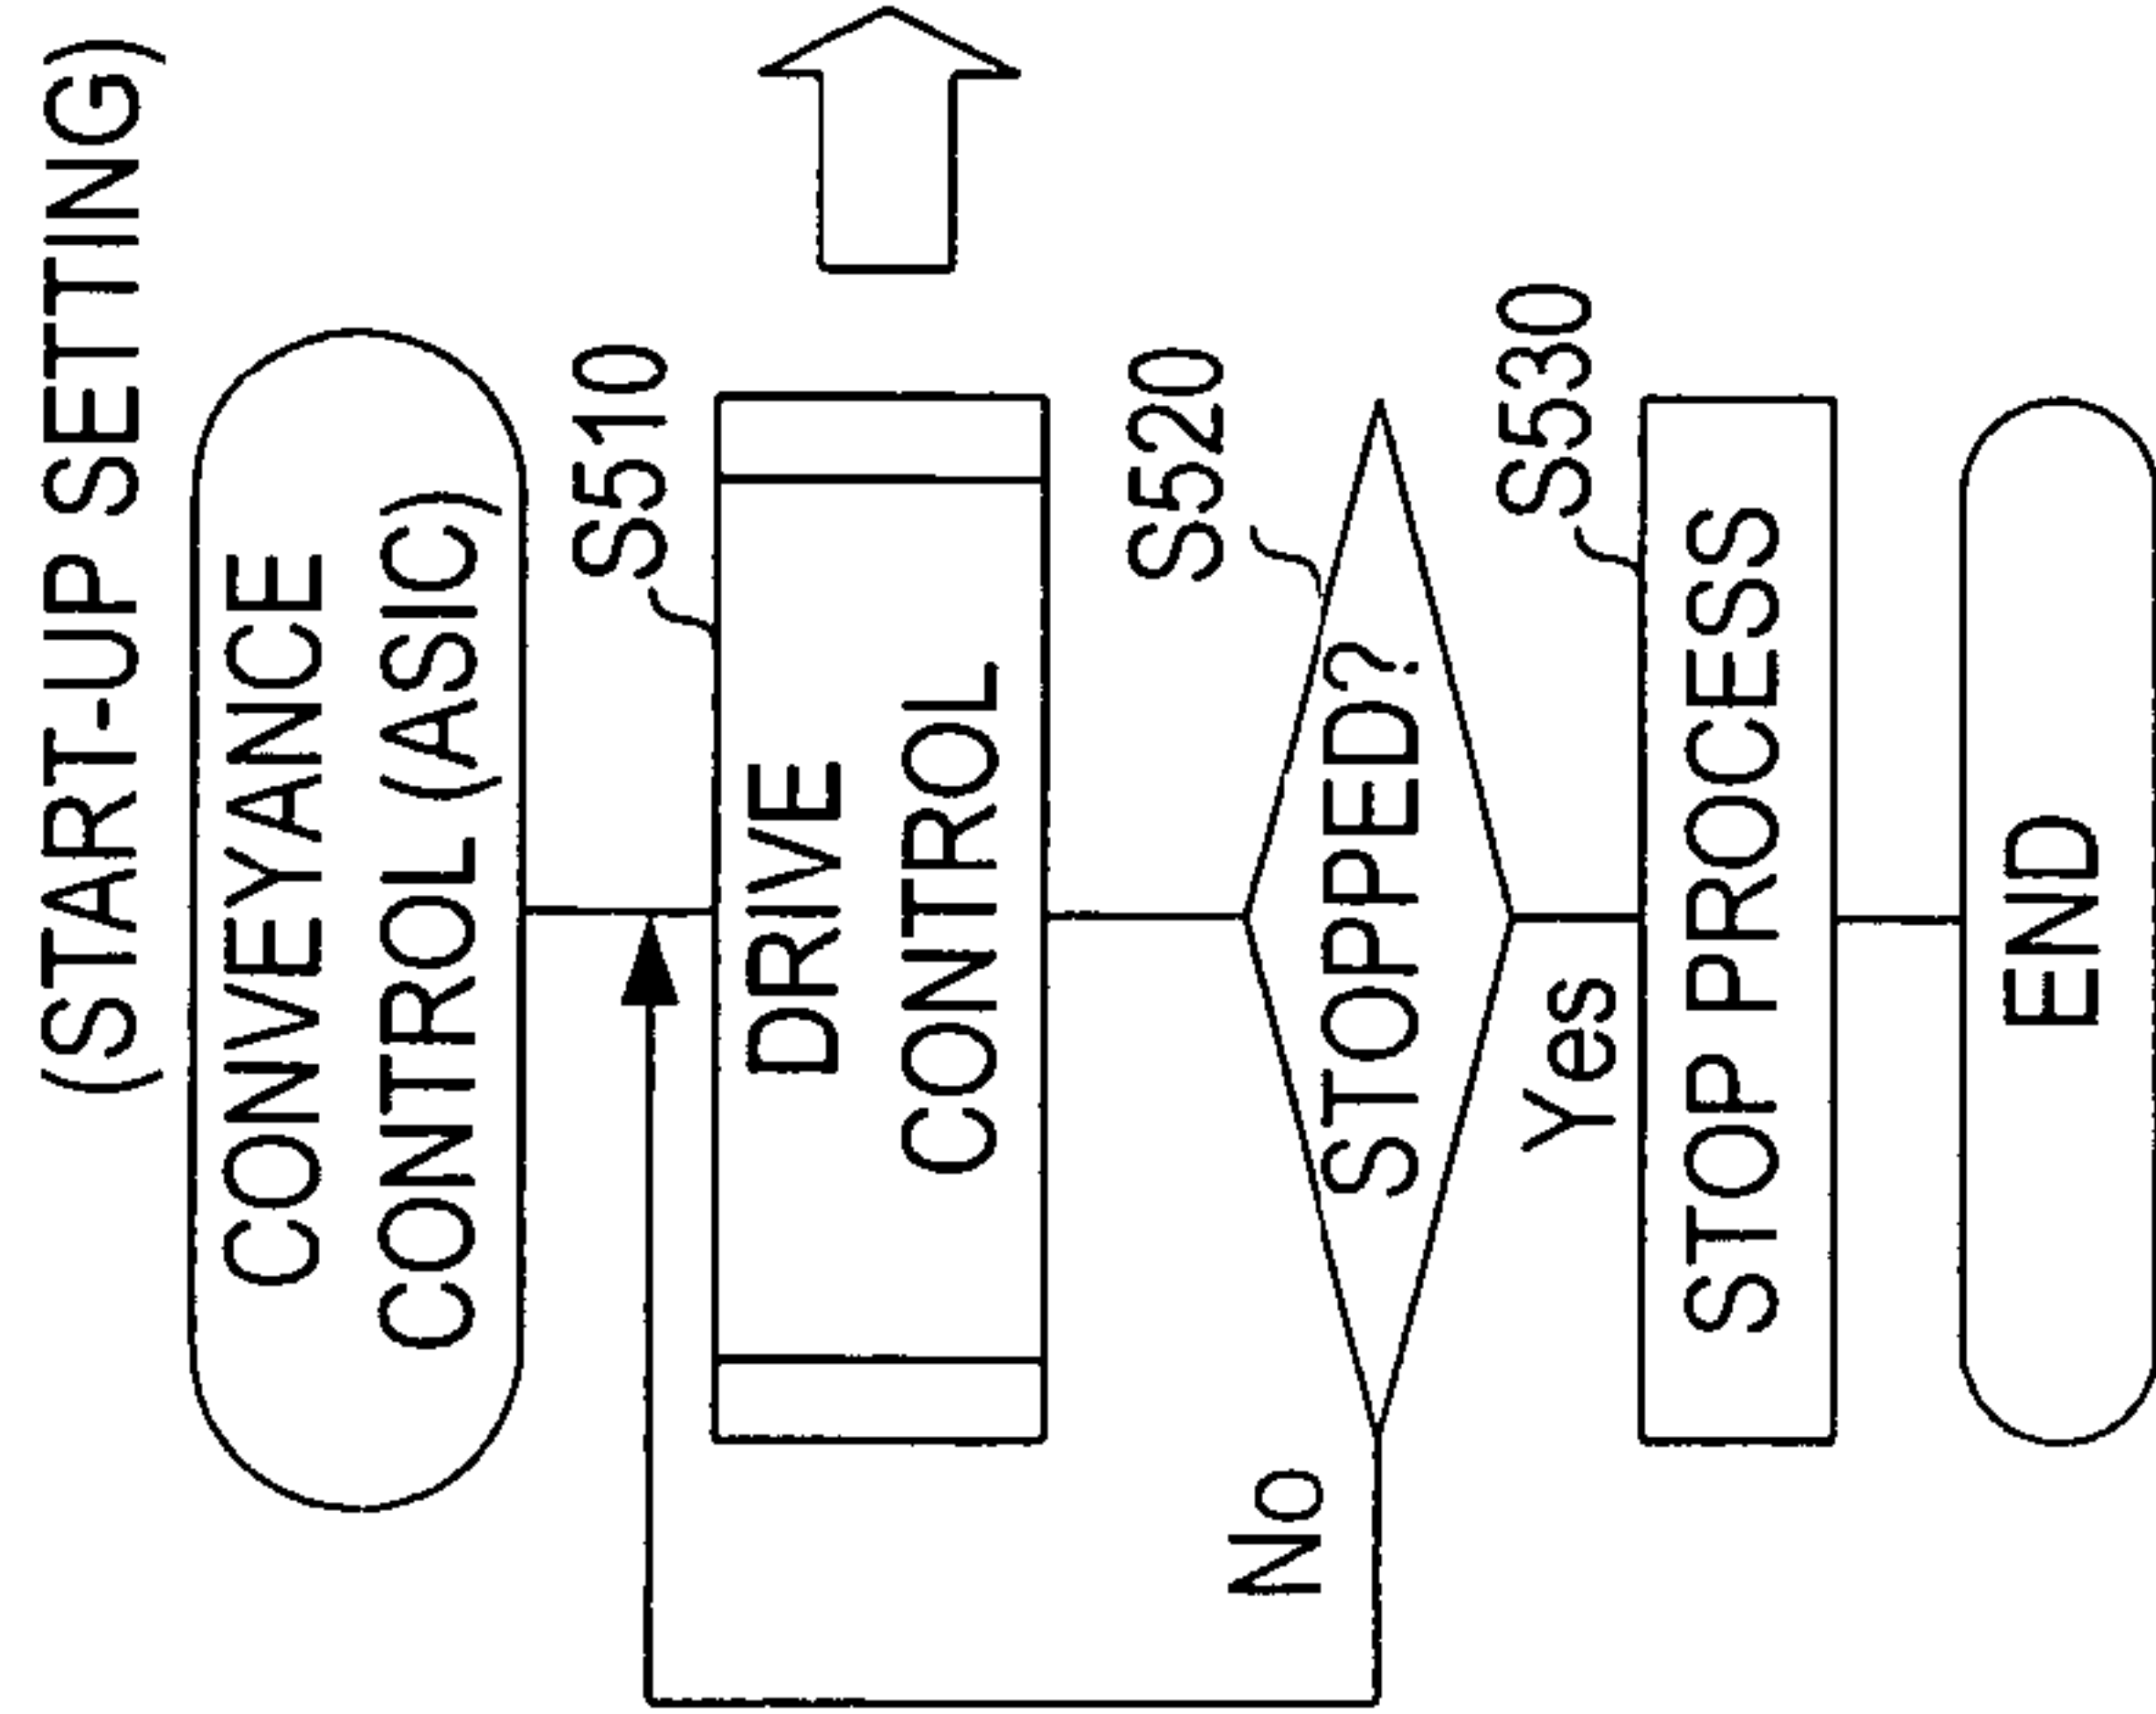 (START-UP SETTING)
CONVEYANCE
CONTROL (ASIC)
S510
DRIVE
CONTROL
S520
STOPPED?
No
Yes
S530
STOP PROCESS
END